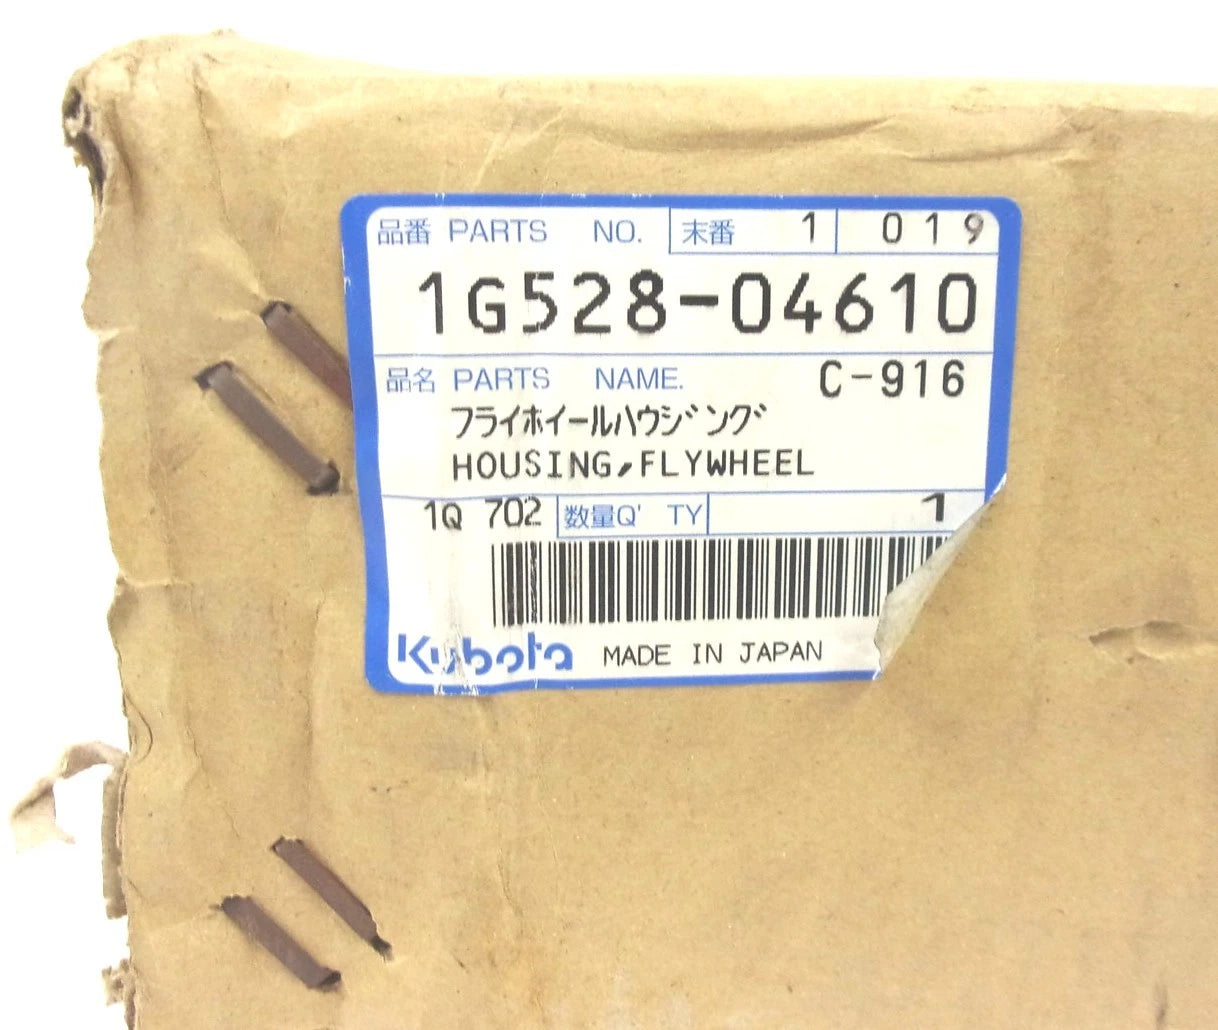 品番 PARTS NO. 末番 1 019
1G528-04610
品名 PARTS NAME. C-916
フライホイールハウジング
HOUSING,FLYWHEEL
1Q 702 数量Q'TY 1
Kubota MADE IN JAPAN